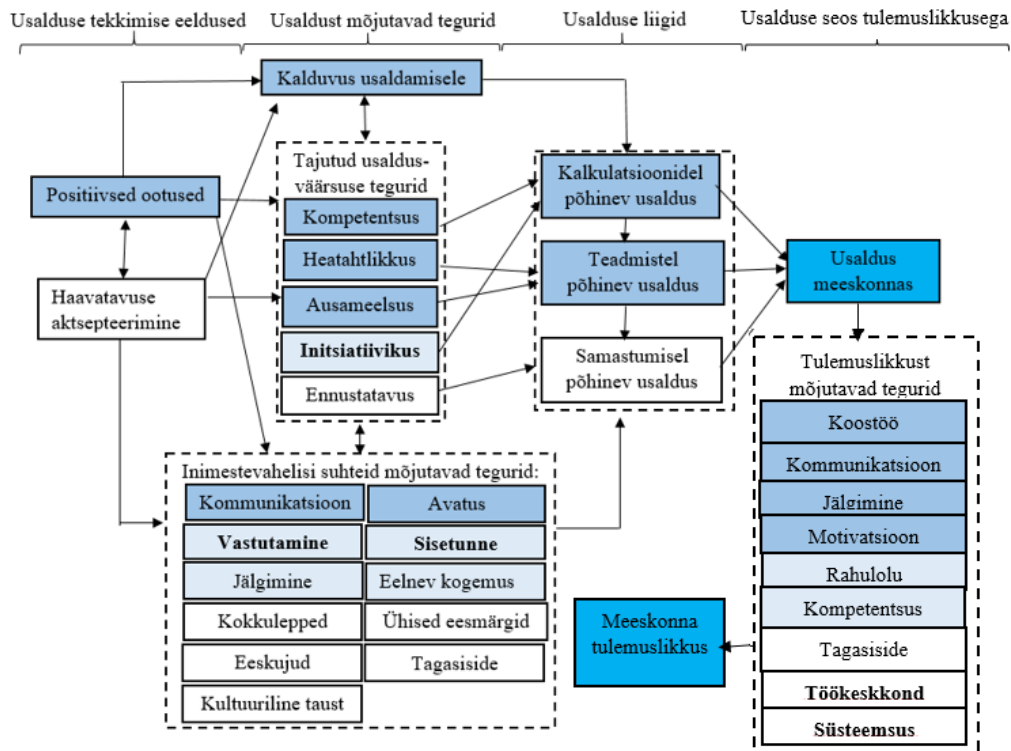 Usalduse tekkimise eeldused
Usaldust mõjutavad tegurid
Usalduse liigid
Usalduse seos tulemuslikkusega
Kalduvus usaldamisele
Positiivsed ootused
Haavatavuse
aktsepteerimine
Tajutud usaldus-
väärsuse tegurid
Kompetentsus
Heatahtlikkus
Ausameelsus
Initsiatiivikus
Ennustatavus
Inimestevahelisi suhteid mõjutavad tegurid:
Kommunikatsioon
Avatus
Vastutamine
Sisetunne
Jälgimine
Eelnev kogemus
Kokkulepped
Ühised eesmärgid
Eeskujud
Tagasiside
Kultuuriline taust
Kalkulatsioonidel
põhinev usaldus
Teadmistel
põhinev usaldus
Samastumisel
põhinev usaldus
Usaldus
meeskonnas
Tulemuslikkust
mõjutavad tegurid
Koostöö
Kommunikatsioon
Jälgimine
Motivatsioon
Rahulolu
Kompetentsus
Tagasiside
Töökeskkond
Süsteemsus
Meeskonna
tulemuslikkus